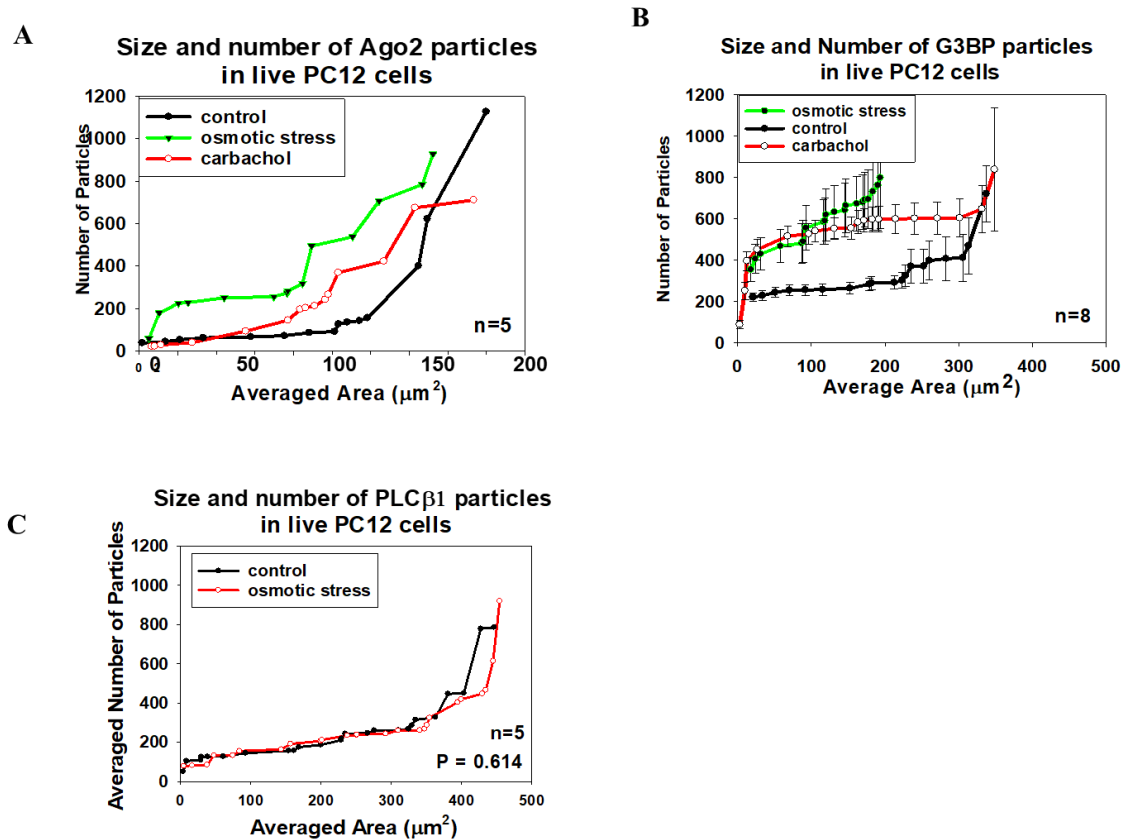 A
Size and number of Ago2 particles
in live PC12 cells
Number of Particles
1200
1000
800
600
400
200
0
control
osmotic stress
carbachol
n=5
0 0 2 50 100 150 200
Averaged Area (μm²)
B
Size and Number of G3BP particles
in live PC12 cells
Number of Particles
1200
1000
800
600
400
200
0
osmotic stress
control
carbachol
n=8
0 100 200 300 400 500
Average Area (μm²)
C
Size and number of PLCβ1 particles
in live PC12 cells
Averaged Number of Particles
1200
1000
800
600
400
200
0
control
osmotic stress
n=5
P = 0.614
0 100 200 300 400 500
Averaged Area (μm²)